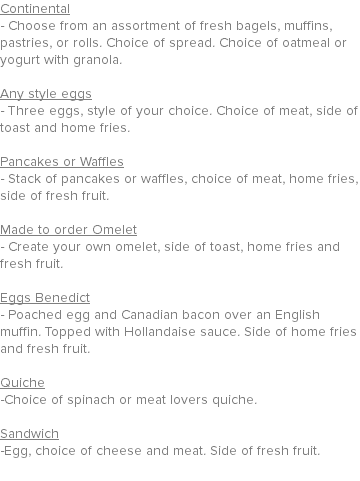 Continental
- Choose from an assortment of fresh bagels, muffins,
pastries, or rolls. Choice of spread. Choice of oatmeal or
yogurt with granola.
Any style eggs
- Three eggs, style of your choice. Choice of meat, side of
toast and home fries.
Pancakes or Waffles
- Stack of pancakes or waffles, choice of meat, home fries,
side of fresh fruit.
Made to order Omelet
- Create your own omelet, side of toast, home fries and
fresh fruit.
Eggs Benedict
- Poached egg and Canadian bacon over an English
muffin. Topped with Hollandaise sauce. Side of home fries
and fresh fruit.
Quiche
-Choice of spinach or meat lovers quiche.
Sandwich
-Egg, choice of cheese and meat. Side of fresh fruit.